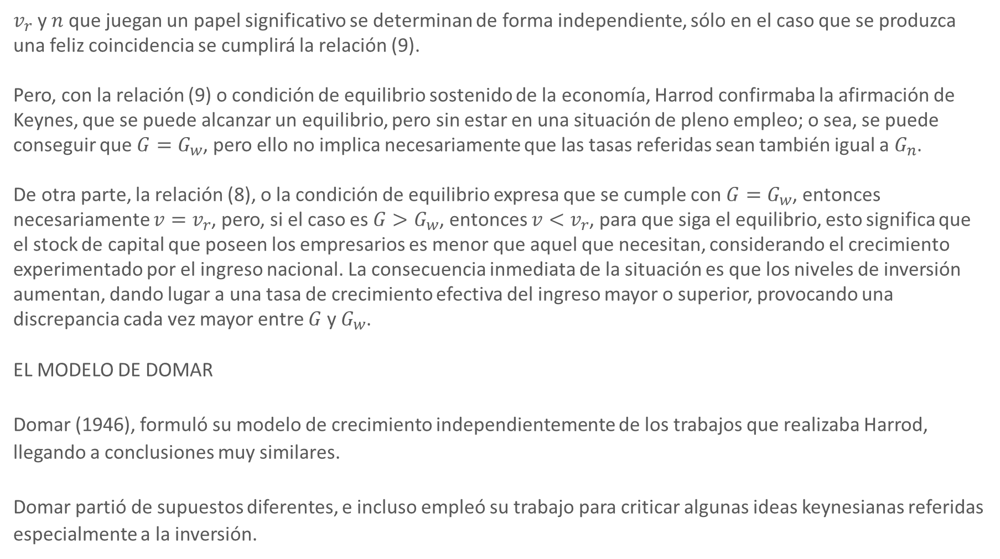 𝑣𝑟 y 𝑛 que juegan un papel significativo se determinan de forma independiente, sólo en el caso que se produzca
una feliz coincidencia se cumplirá la relación (9).
Pero, con la relación (9) o condición de equilibrio sostenido de la economía, Harrod confirmaba la afirmación de
Keynes, que se puede alcanzar un equilibrio, pero sin estar en una situación de pleno empleo; o sea, se puede
conseguir que 𝐺 = 𝐺𝑤, pero ello no implica necesariamente que las tasas referidas sean también igual a 𝐺𝑛.
De otra parte, la relación (8), o la condición de equilibrio expresa que se cumple con 𝐺 = 𝐺𝑤, entonces
necesariamente 𝑣 = 𝑣𝑟, pero, si el caso es 𝐺 > 𝐺𝑤, entonces 𝑣 < 𝑣𝑟, para que siga el equilibrio, esto significa que
el stock de capital que poseen los empresarios es menor que aquel que necesitan, considerando el crecimiento
experimentado por el ingreso nacional. La consecuencia inmediata de la situación es que los niveles de inversión
aumentan, dando lugar a una tasa de crecimiento efectiva del ingreso mayor o superior, provocando una
discrepancia cada vez mayor entre 𝐺 y 𝐺𝑤.
EL MODELO DE DOMAR
Domar (1946), formuló su modelo de crecimiento independientemente de los trabajos que realizaba Harrod,
llegando a conclusiones muy similares.
Domar partió de supuestos diferentes, e incluso empleó su trabajo para criticar algunas ideas keynesianas referidas
especialmente a la inversión.